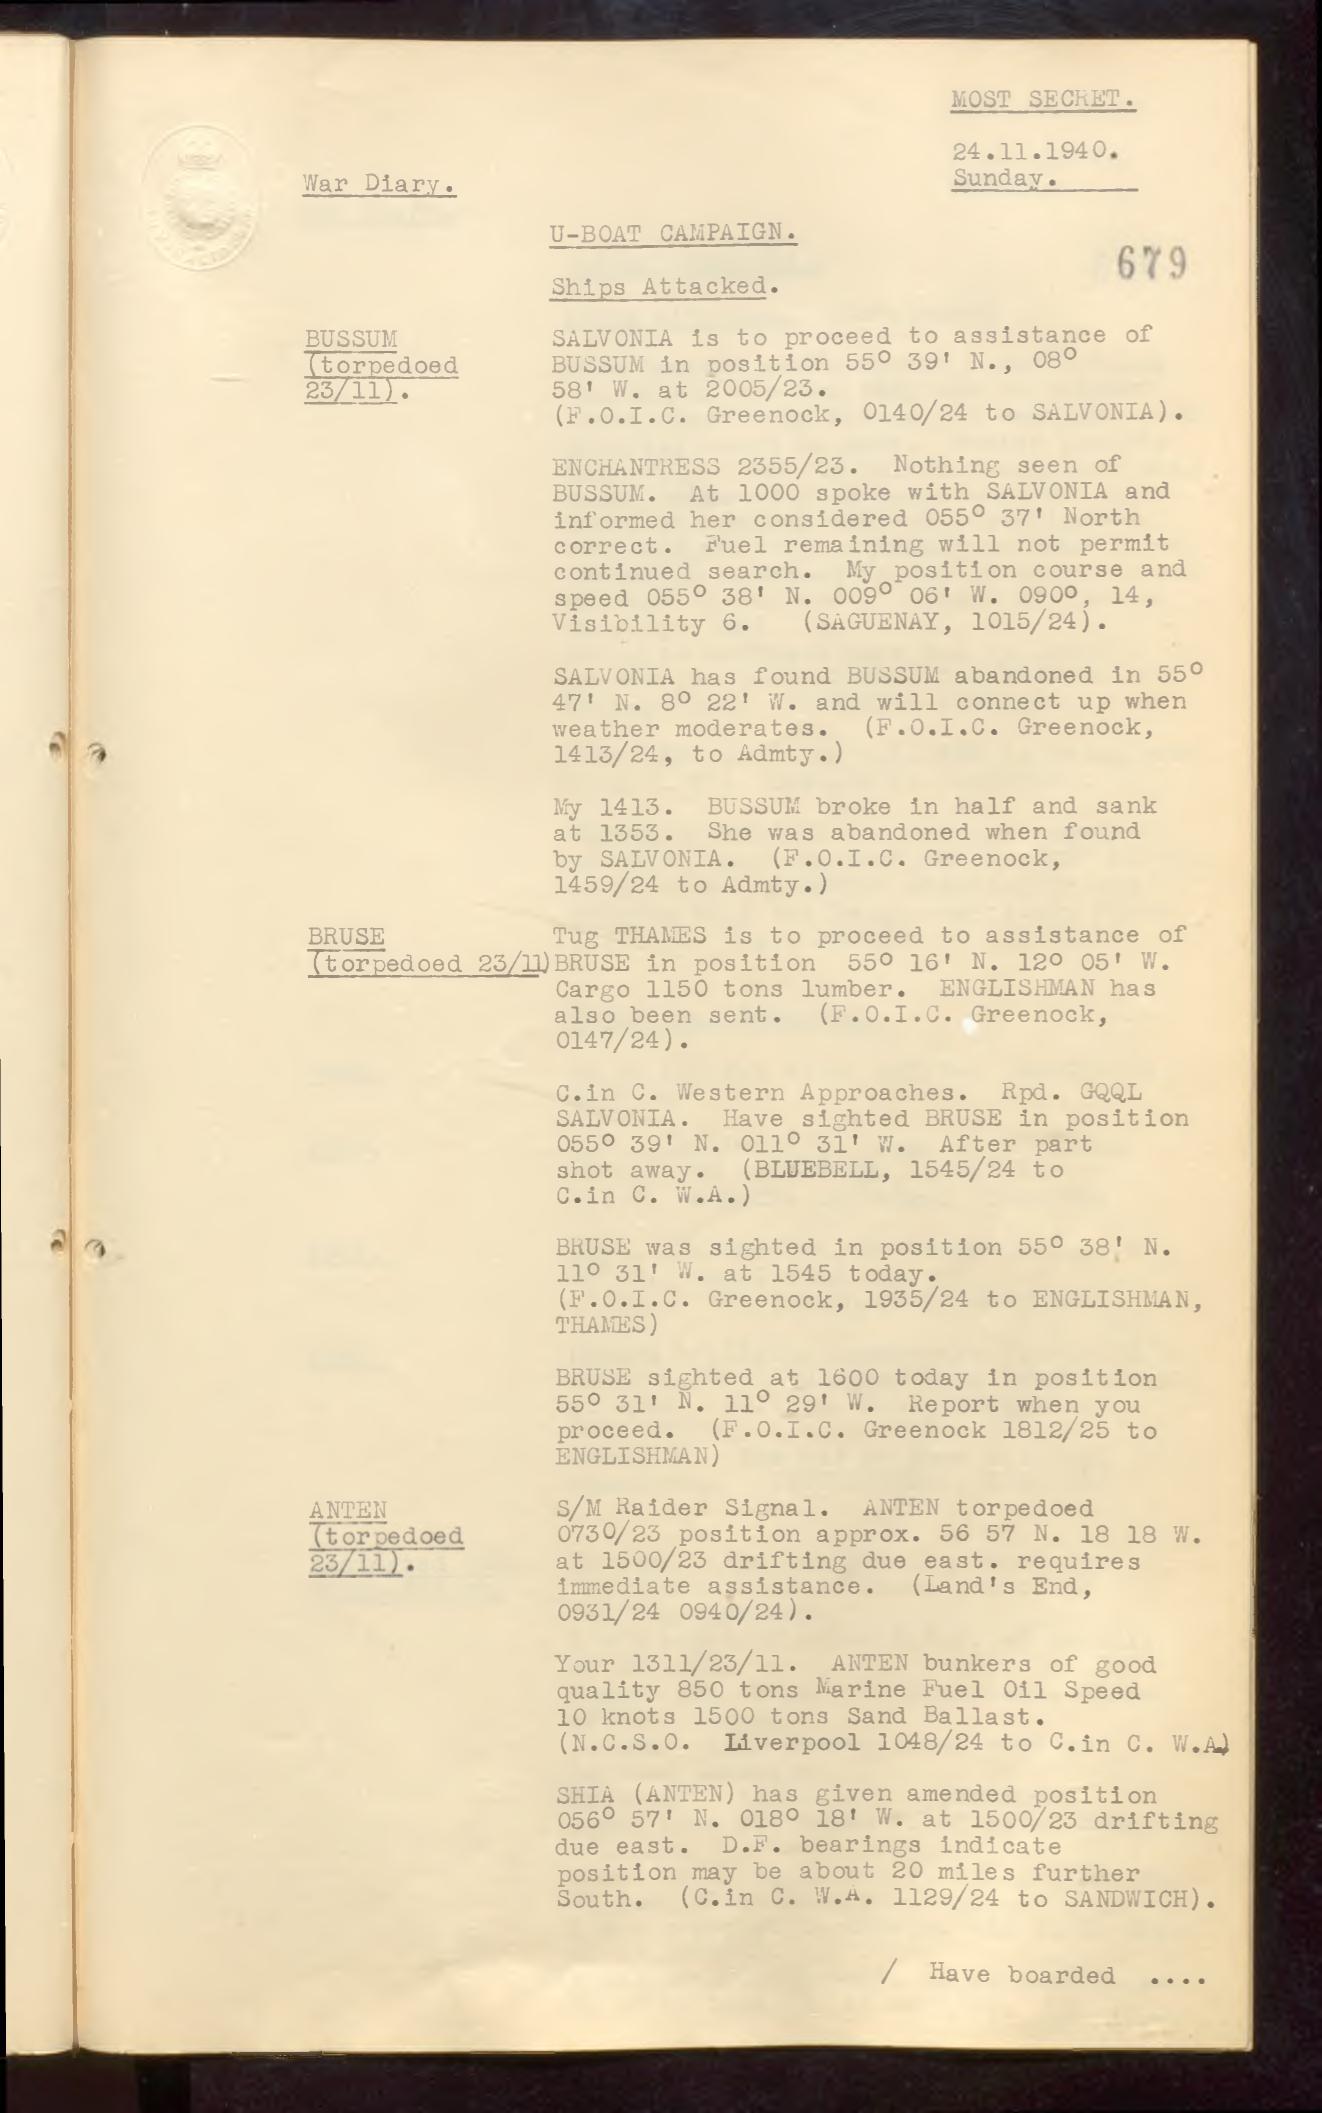 MOST SECRET.
24.11.1940.
Sunday.
War Diary.
U-BOAT CAMPAIGN.
679
Ships Attacked.
BUSSUM
(torpedoed
23/11).
SALVONIA is to proceed to assistance of
BUSSUM in position 55° 39' N., 08°
58' W. at 2005/23.
(F.O.I.C. Greenock, 0140/24 to SALVONIA).
ENCHANTRESS 2355/23. Nothing seen of
BUSSUM. At 1000 spoke with SALVONIA and
informed her considered 055° 37' North
correct. Fuel remaining will not permit
continued search. My position course and
speed 055° 38' N. 009° 06' W. 090°, 14,
Visibility 6. (SAGUENAY, 1015/24).
SALVONIA has found BUSSUM abandoned in 55°
47' N. 8° 22' W. and will connect up when
weather moderates. (F.O.I.C. Greenock,
1413/24, to Admty.)
My 1413. BUSSUM broke in half and sank
at 1353. She was abandoned when found
by SALVONIA. (F.O.I.C. Greenock,
1459/24 to Admty.)
BRUSE
(torpedoed 23/11)
Tug THAMES is to proceed to assistance of
BRUSE in position 55° 16' N. 12° 05' W.
Cargo 1150 tons lumber. ENGLISHMAN has
also been sent. (F.O.I.C. Greenock,
0147/24).
C.in C. Western Approaches. Rpd. GQQL
SALVONIA. Have sighted BRUSE in position
055° 39' N. 011° 31' W. After part
shot away. (BLUEBELL, 1545/24 to
C.in C. W.A.)
BRUSE was sighted in position 55° 38' N.
11° 31' W. at 1545 today.
(F.O.I.C. Greenock, 1935/24 to ENGLISHMAN,
THAMES)
BRUSE sighted at 1600 today in position
55° 31' N. 11° 29' W. Report when you
proceed. (F.O.I.C. Greenock 1812/25 to
ENGLISHMAN)
ANTEN
(torpedoed
23/11).
S/M Raider Signal. ANTEN torpedoed
0730/23 position approx. 56 57 N. 18 18 W.
at 1500/23 drifting due east. requires
immediate assistance. (Land's End,
0931/24 0940/24).
Your 1311/23/11. ANTEN bunkers of good
quality 850 tons Marine Fuel Oil Speed
10 knots 1500 tons Sand Ballast.
(N.C.S.O. Liverpool 1048/24 to C.in C. W.A)
SHIA (ANTEN) has given amended position
056° 57' N. 018° 18' W. at 1500/23 drifting
due east. D.F. bearings indicate
position may be about 20 miles further
South. (C.in C. W.A. 1129/24 to SANDWICH).
/ Have boarded ....